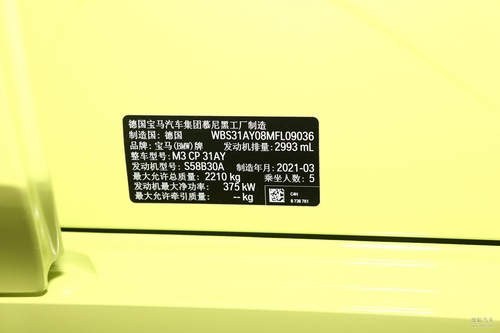 德国宝马汽车集团慕尼黑工厂制造
制造国: 德国 WBS31AY08MFL09036
品牌: 宝马(BMW)牌 发动机排量: 2993 mL
整车型号: M3 CP 31AY
发动机型号: S58B30A 制造年月: 2021-03
最大允许总质量: 2210 kg 乘坐人数: 5
发动机最大净功率: 375 kW
最大允许牵引质量: -- kg
C4H
8 738 781